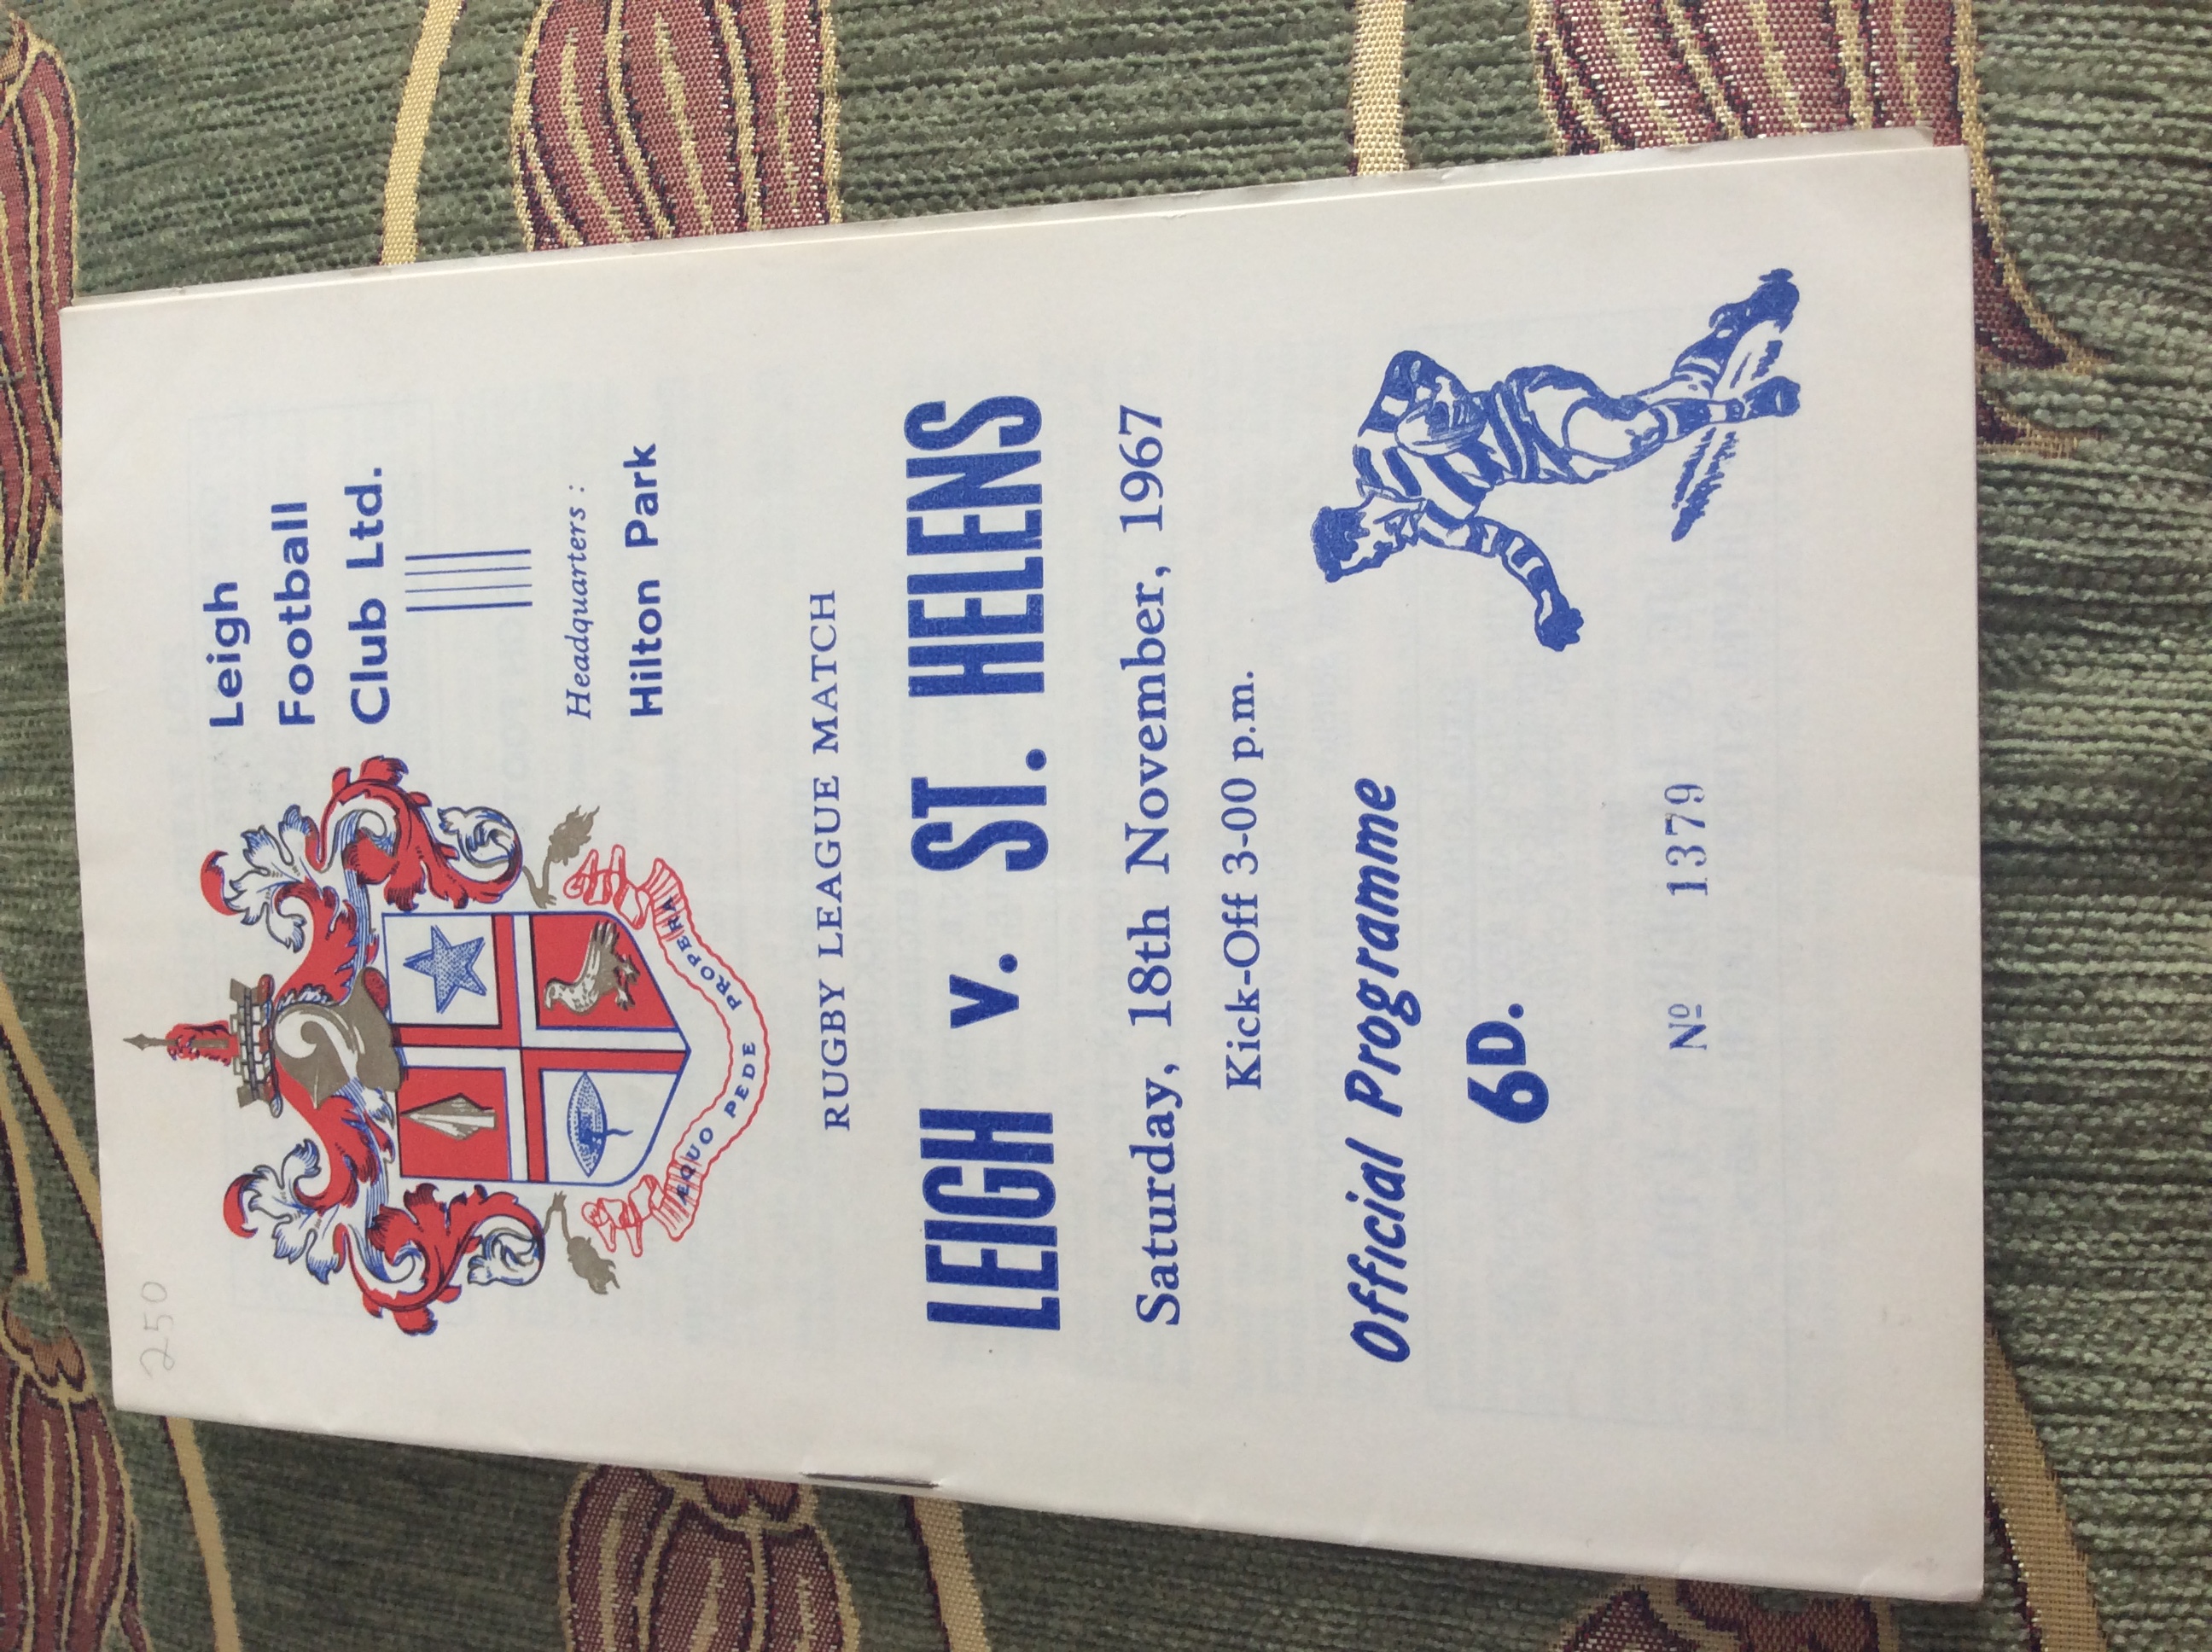 250
Leigh
Football
Club Ltd.
Headquarters :
Hilton Park
ÆQUO PEDE PROPERA
RUGBY LEAGUE MATCH
LEIGH v. ST. HELENS
Saturday, 18th November, 1967
Kick-Off 3-00 p.m.
Official Programme
6D.
Nº 1379